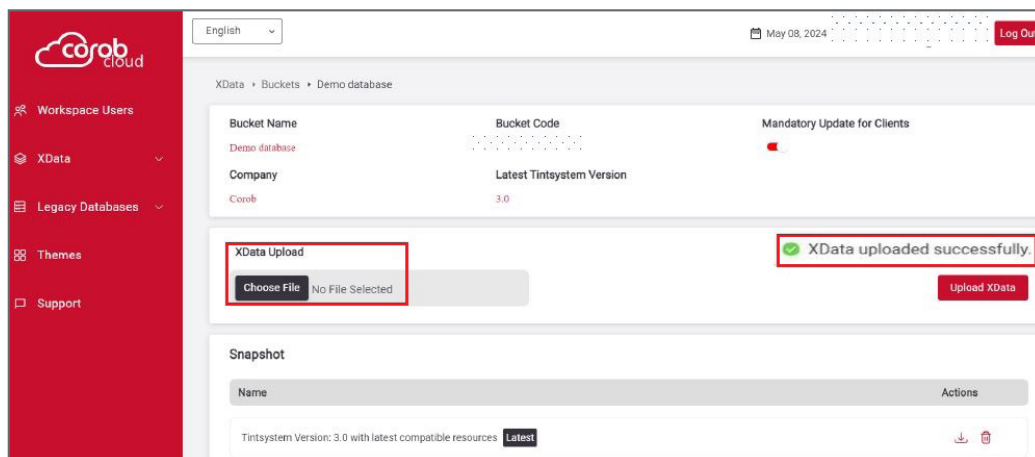 corob
cloud
English
May 08, 2024
Log Out
Workspace Users
XData
Legacy Databases
Themes
Support
XData > Buckets > Demo database
Bucket Name
Bucket Code
Mandatory Update for Clients
Demo database
Company
Latest Tintsystem Version
Corob
3.0
XData Upload
XData uploaded successfully.
Choose File
No File Selected
Upload XData
Snapshot
Name
Actions
Tintsystem Version: 3.0 with latest compatible resources Latest